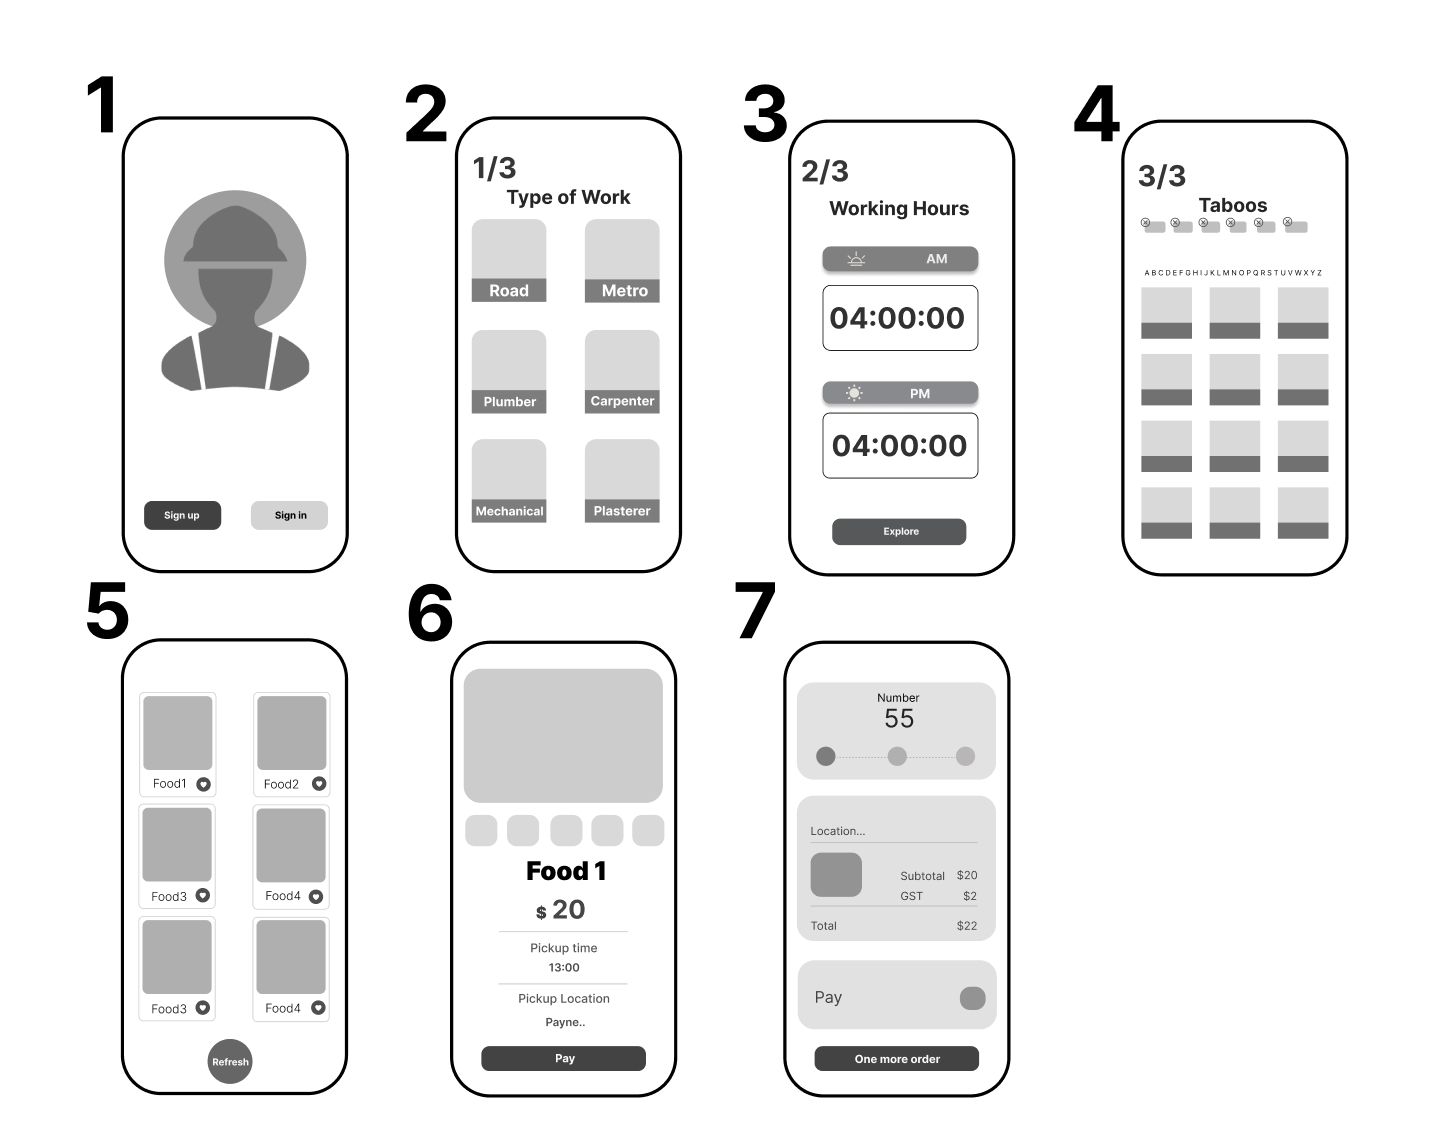 1
Sign up
Sign in
2
1/3
Type of Work
Road
Metro
Plumber
Carpenter
Mechanical
Plasterer
3
2/3
Working Hours
AM
04:00:00
PM
04:00:00
Explore
4
3/3
Taboos
ABCDEFGHIJKLMNOPQRSTUVWXYZ
5
Food1
Food2
Food3
Food4
Food3
Food4
Refresh
6
Food 1
$ 20
Pickup time
13:00
Pickup Location
Payne..
Pay
7
Number
55
Location...
Subtotal $20
GST $2
Total $22
Pay
One more order